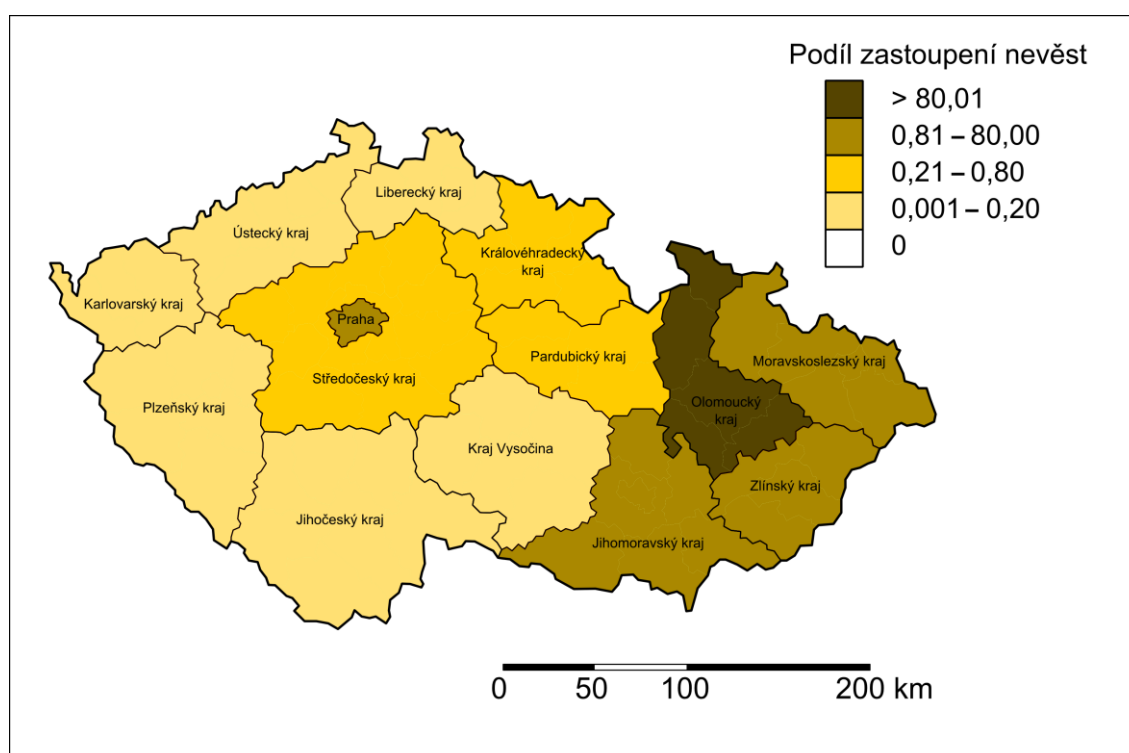 Podíl zastoupení nevěst
> 80,01
0,81 – 80,00
0,21 – 0,80
0,001 – 0,20
0
Liberecký kraj
Ústecký kraj
Královéhradecký
kraj
Karlovarský kraj
Praha
Pardubický kraj
Moravskoslezský kraj
Středočeský kraj
Plzeňský kraj
Olomoucký
kraj
Kraj Vysočina
Zlínský kraj
Jihočeský kraj
Jihomoravský kraj
0 50 100 200 km